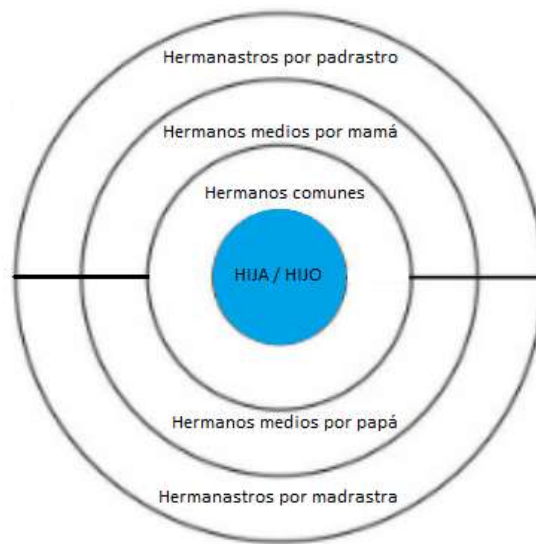 Hermanastros por padrastro
Hermanos medios por mamá
Hermanos comunes
HIJA / HIJO
Hermanos medios por papá
Hermanastros por madrastra